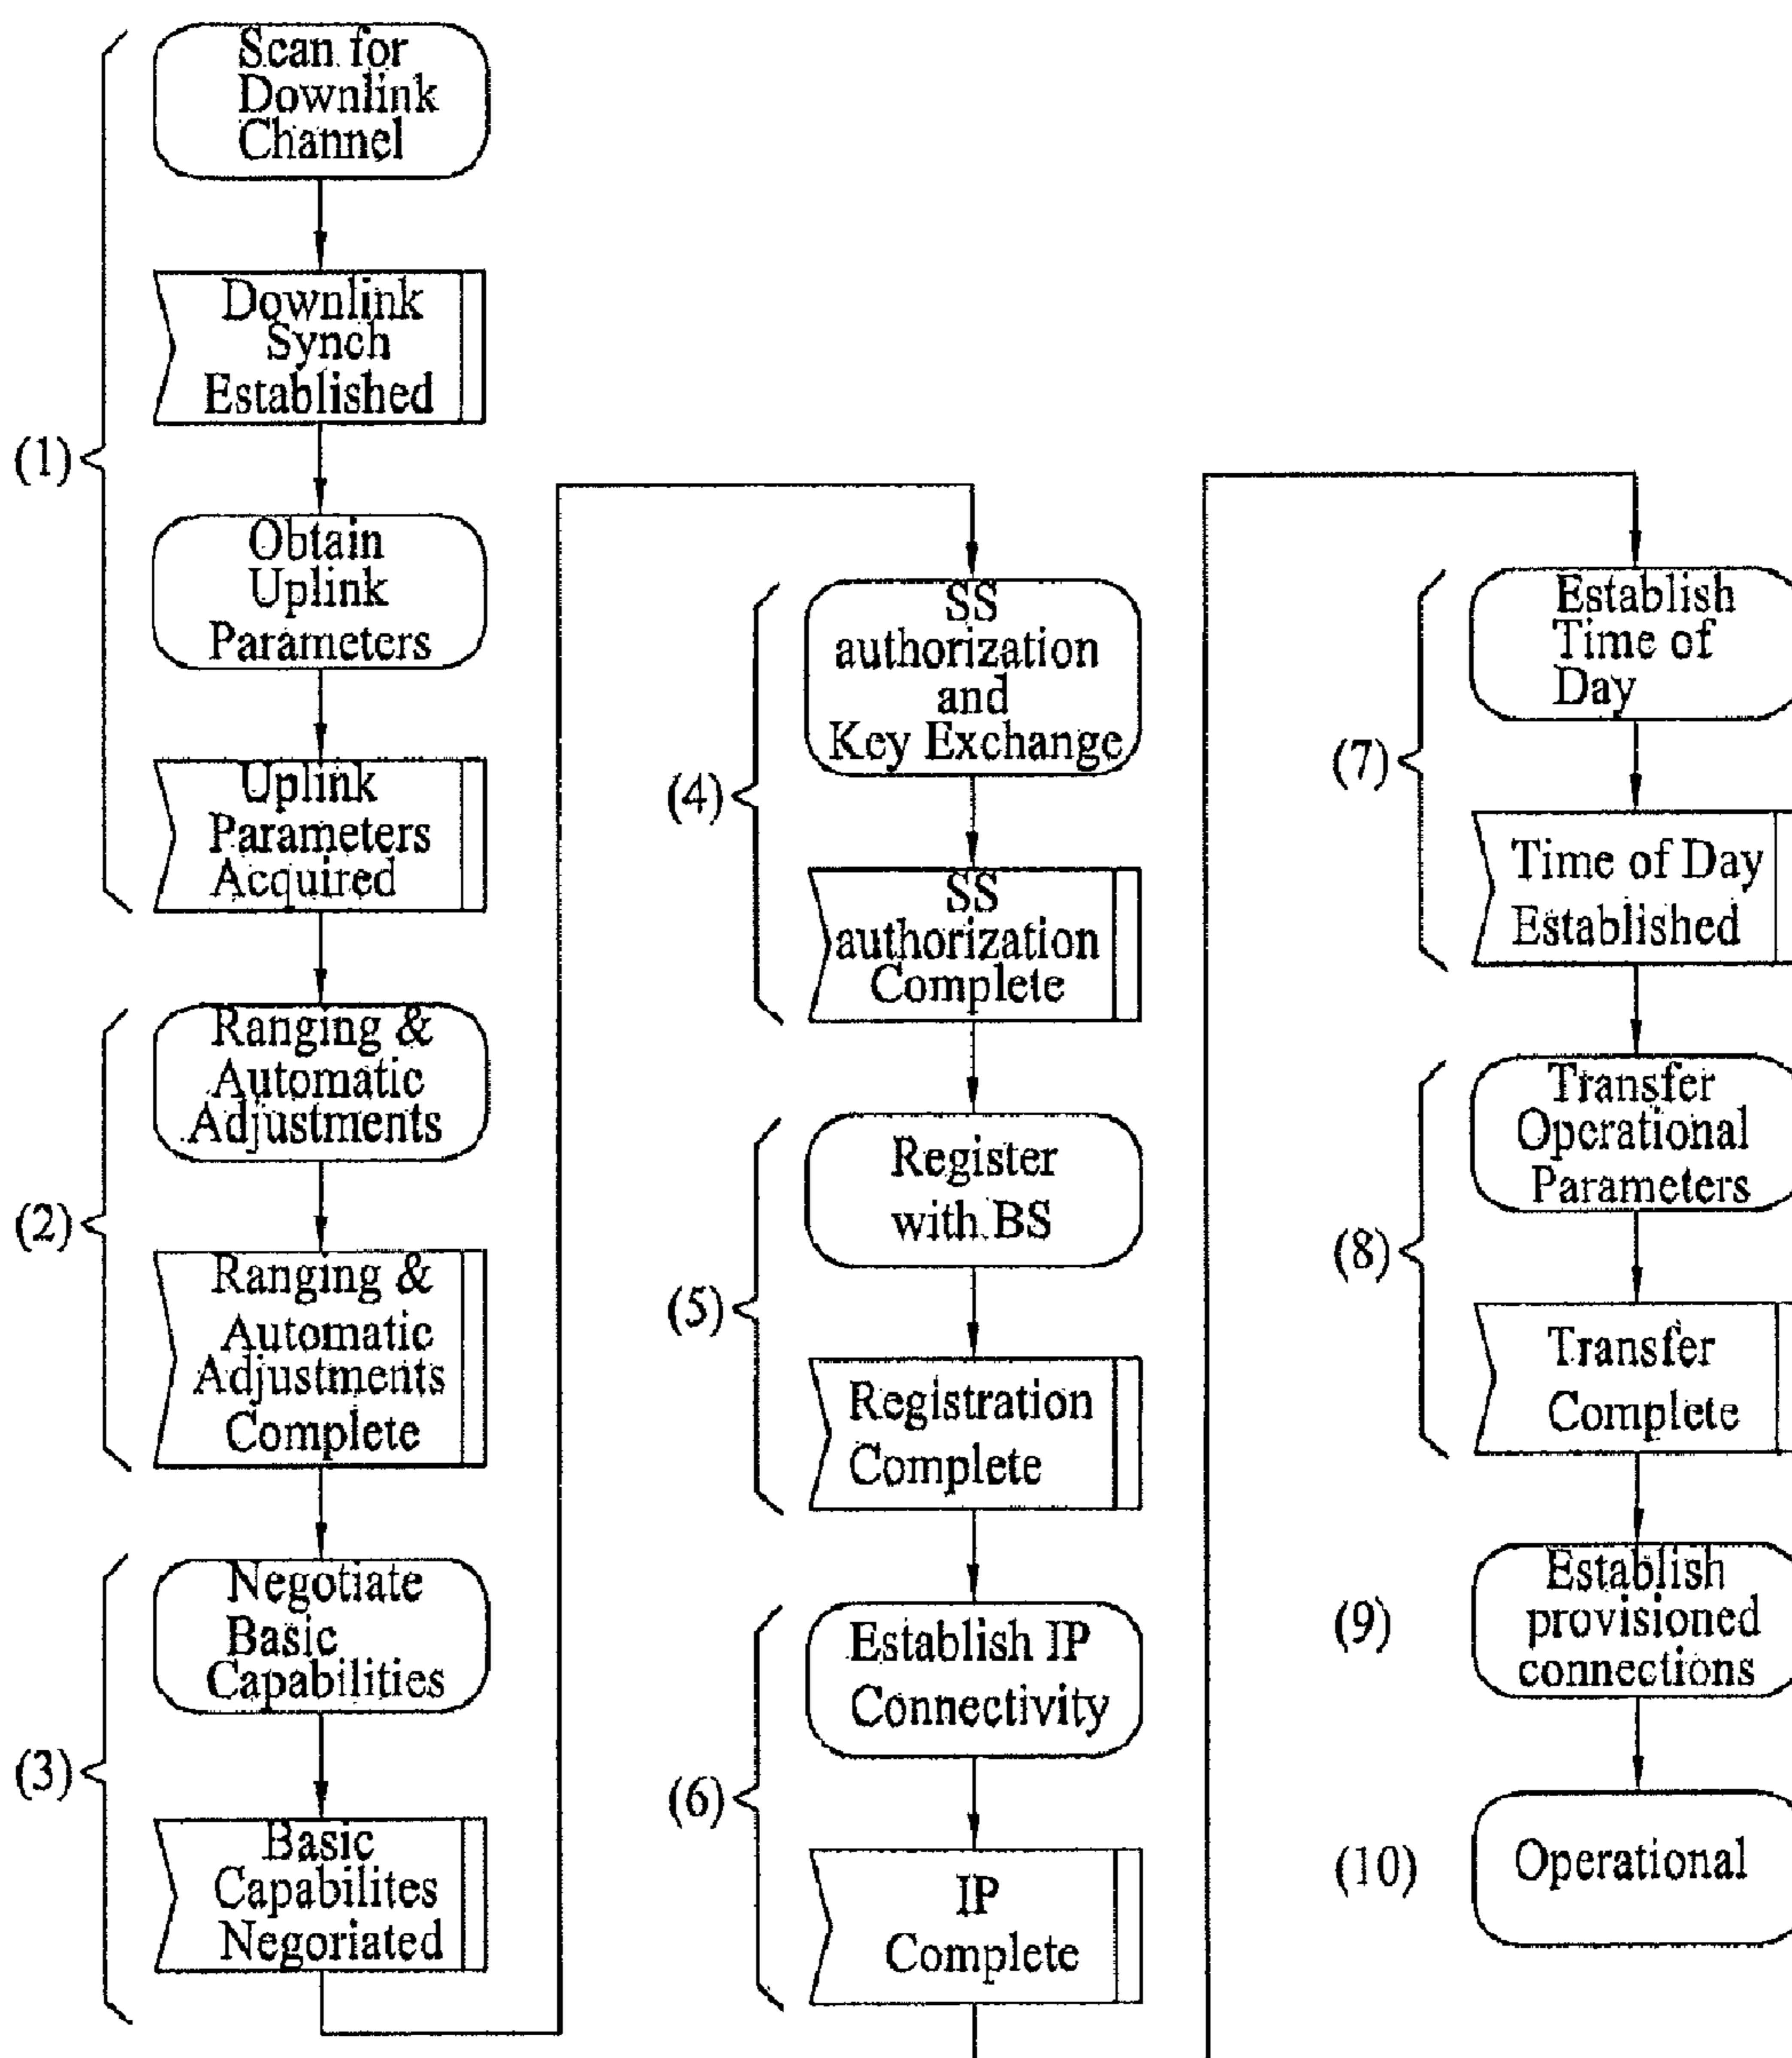 Scan for
Downlink
Channel
Downlink
Synch
Established
Obtain
Uplink
Parameters
Uplink
Parameters
Acquired
(1)
Ranging &
Automatic
Adjustments
Ranging &
Automatic
Adjustments
Complete
(2)
Negotiate
Basic
Capabilities
Basic
Capabilites
Negoriated
(3)
SS
authorization
and
Key Exchange
SS
authorization
Complete
(4)
Register
with BS
Registration
Complete
(5)
Establish IP
Connectivity
IP
Complete
(6)
Establish
Time of
Day
Time of Day
Established
(7)
Transfer
Operational
Parameters
Transfer
Complete
(8)
Establish
provisioned
connections
(9)
Operational
(10)